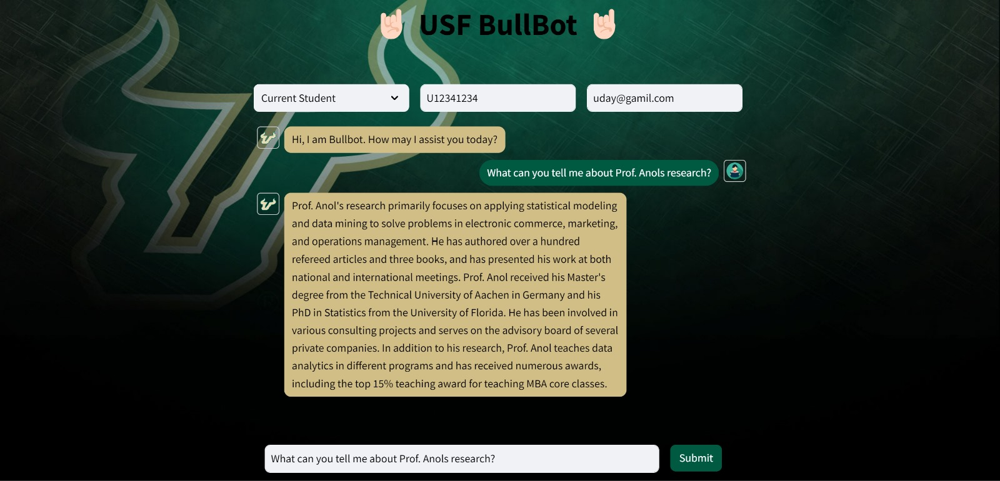 USF BullBot
Current Student
U12341234
uday@gamil.com
Hi, I am Bullbot. How may I assist you today?
What can you tell me about Prof. Anols research?
Prof. Anol's research primarily focuses on applying statistical modeling
and data mining to solve problems in electronic commerce, marketing,
and operations management. He has authored over a hundred
refereed articles and three books, and has presented his work at both
national and international meetings. Prof. Anol received his Master's
degree from the Technical University of Aachen in Germany and his
PhD in Statistics from the University of Florida. He has been involved in
various consulting projects and serves on the advisory board of several
private companies. In addition to his research, Prof. Anol teaches data
analytics in different programs and has received numerous awards,
including the top 15% teaching award for teaching MBA core classes.
What can you tell me about Prof. Anols research?
Submit